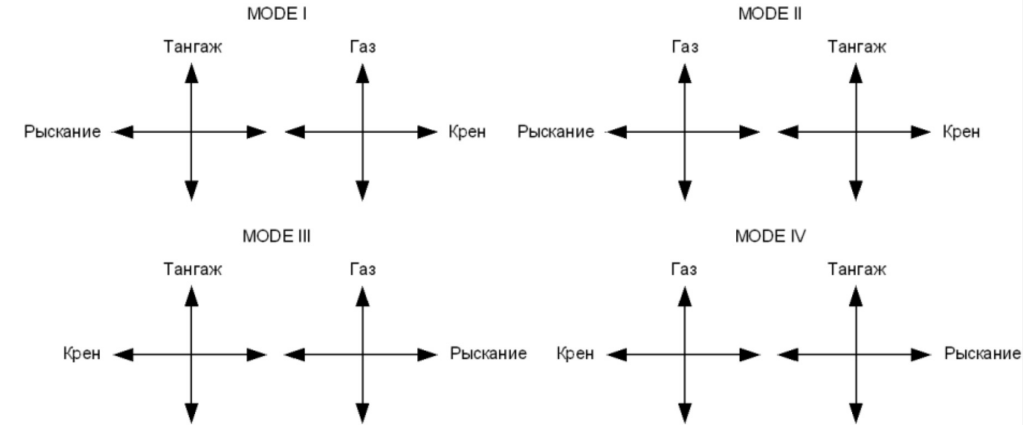 MODE I
MODE II
Тангаж
Газ
Газ
Тангаж
Рыскание
Крен
Рыскание
Крен
MODE III
MODE IV
Тангаж
Газ
Газ
Тангаж
Крен
Рыскание
Крен
Рыскание